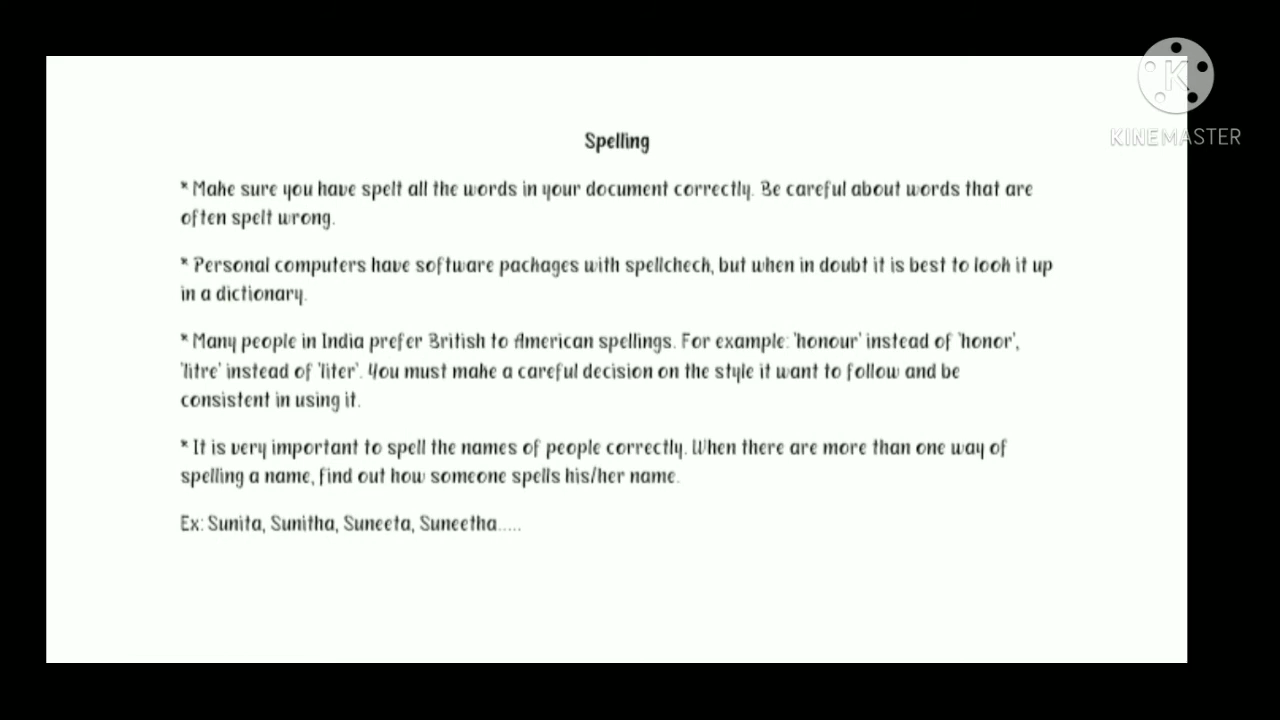 KINEMASTER
Spelling
* Make sure you have spelt all the words in your document correctly. Be careful about words that are
often spelt wrong.
* Personal computers have software packages with spellcheck, but when in doubt it is best to look it up
in a dictionary.
* Many people in India prefer British to American spellings. For example: 'honour' instead of 'honor',
'litre' instead of 'liter'. You must make a careful decision on the style it want to follow and be
consistent in using it.
* It is very important to spell the names of people correctly. When there are more than one way of
spelling a name, find out how someone spells his/her name.
Ex: Sunita, Sunitha, Suneeta, Suneetha.....